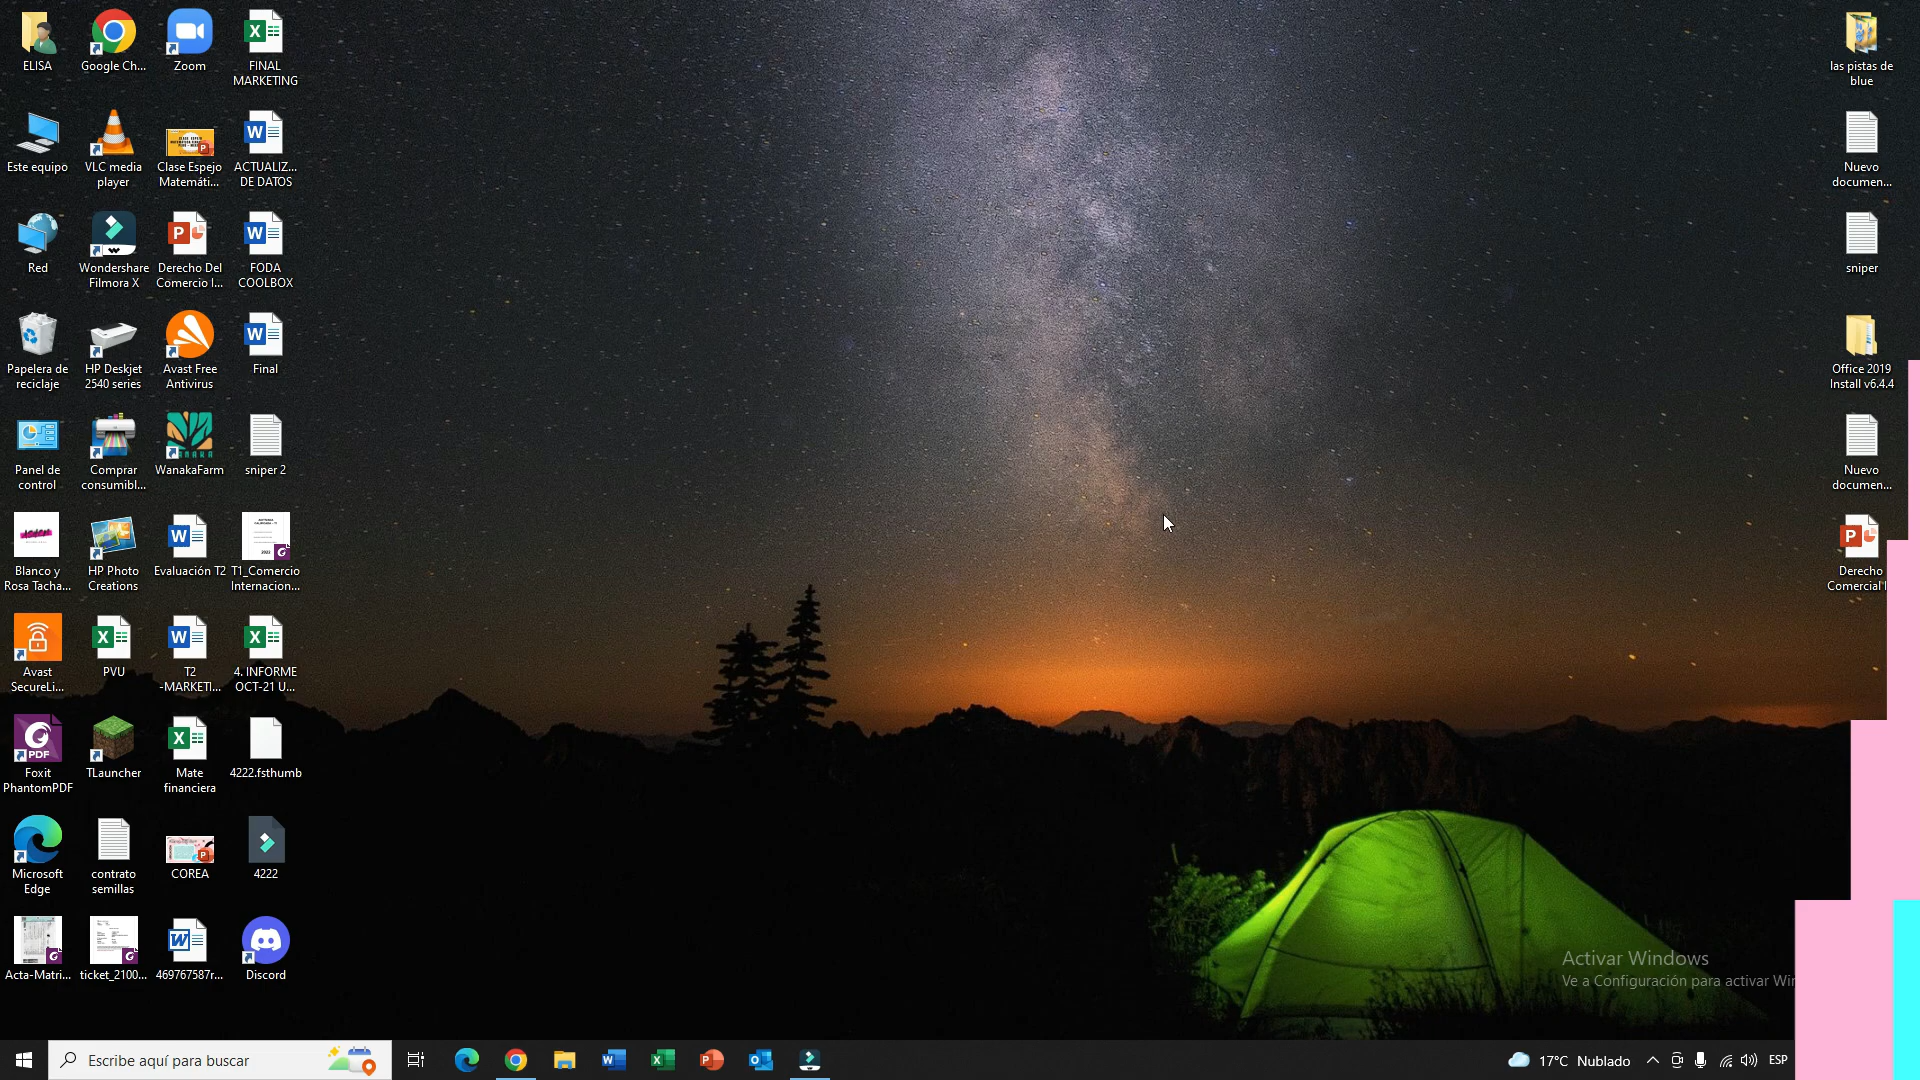 ELISA
Google Ch...
Zoom
FINAL
MARKETING
Este equipo
VLC media
player
Clase Espejo
Matemáti...
ACTUALIZ...
DE DATOS
Red
Wondershare
Filmora X
Derecho Del
Comercio I...
FODA
COOLBOX
Papelera de
reciclaje
HP Deskjet
2540 series
Avast Free
Antivirus
Final
Panel de
control
Comprar
consumibl...
WanakaFarm
sniper 2
Blanco y
Rosa Tacha...
HP Photo
Creations
Evaluación T2
T1_Comercio
Internacion...
Avast
SecureLi...
PVU
T2
-MARKETI...
4. INFORME
OCT-21 U...
PDF
Foxit
PhantomPDF
TLauncher
Mate
financiera
4222.fsthumb
Microsoft
Edge
contrato
semillas
COREA
4222
Acta-Matri...
ticket_2100...
469767587r...
Discord
las pistas de
blue
Nuevo
documen...
sniper
Office 2019
Install v6.4.4
Nuevo
documen...
Derecho
Comercial I
Activar Windows
Ve a Configuración para activar Wi
Escribe aquí para buscar
17°C Nublado
ESP